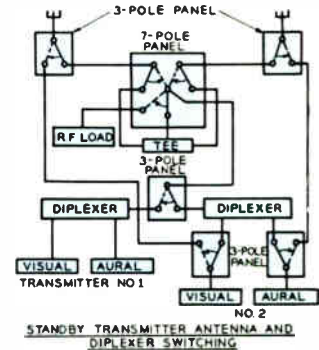 3-POLE PANEL
7-POLE
PANEL
RF LOAD
TEE
3-POLE
PANEL
DIPLEXER
DIPLEXER
3-POLE
PANEL
VISUAL
AURAL
TRANSMITTER NO.1
VISUAL
AURAL
NO. 2
STANDBY TRANSMITTER ANTENNA AND
DIPLEXER SWITCHING